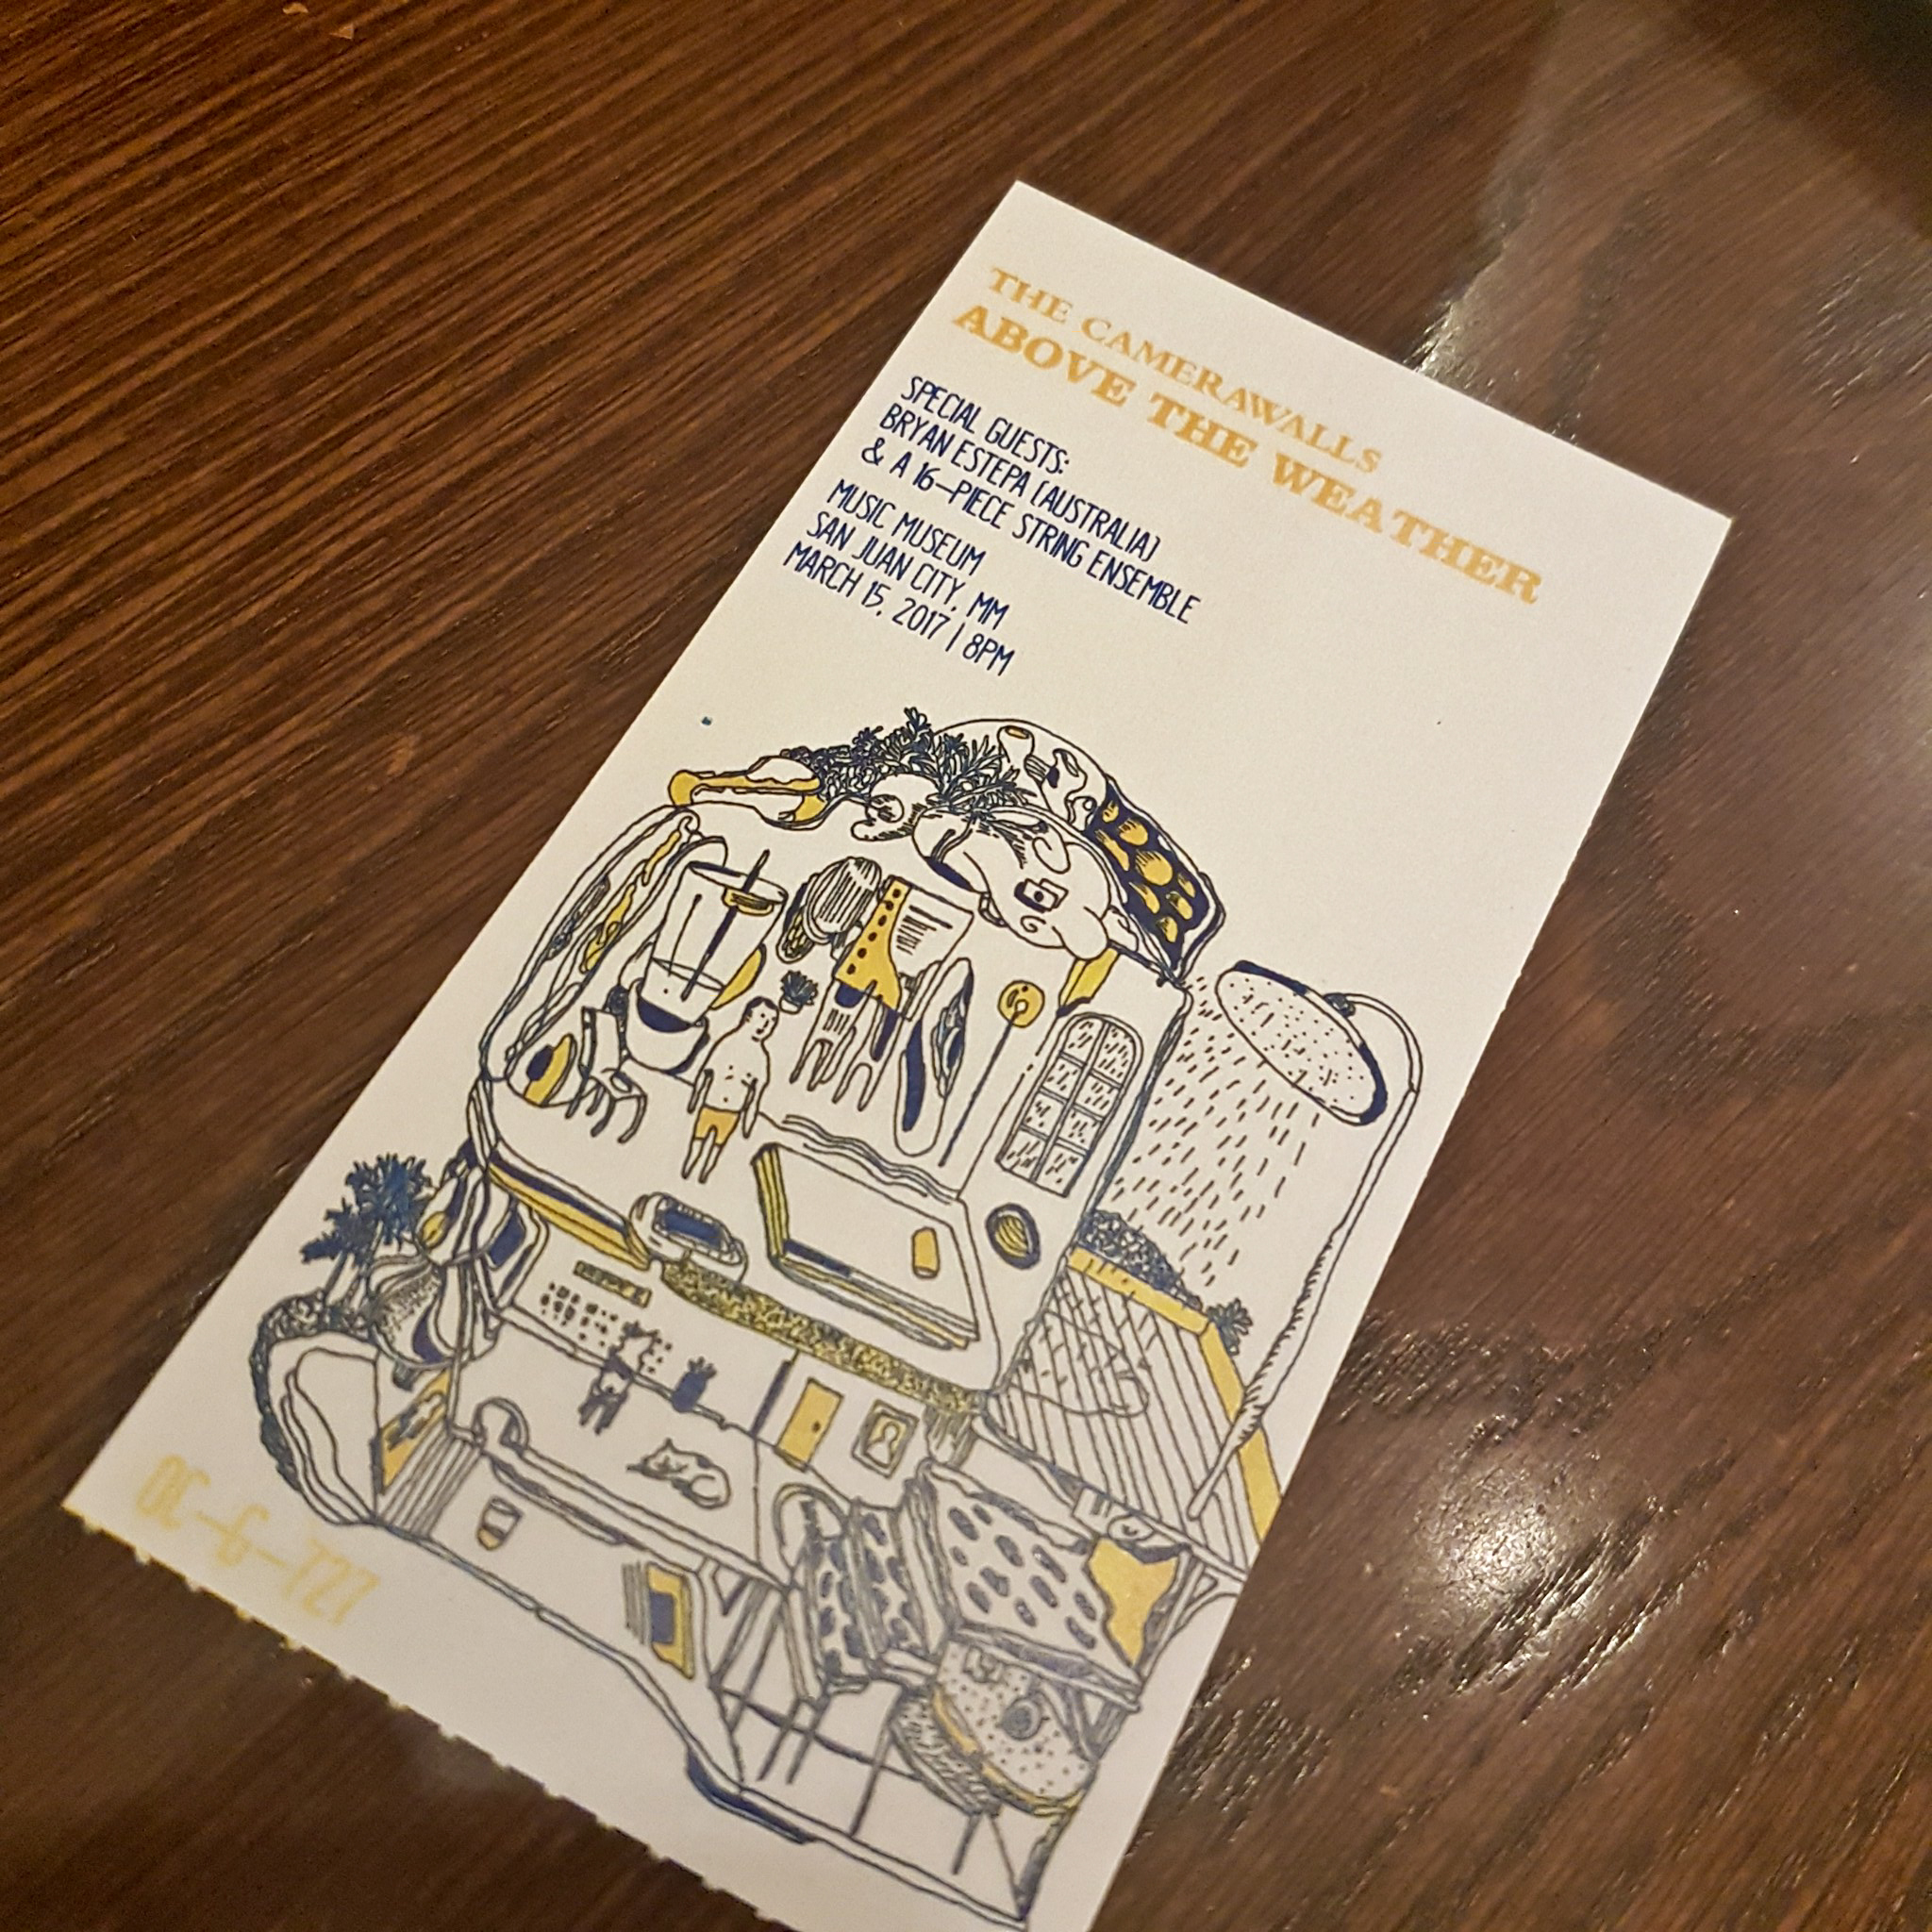 THE CAMERAWALLS
ABOVE THE WEATHER
SPECIAL GUESTS:
BRYAN ESTEPA (AUSTRALIA)
& A 16-PIECE STRING ENSEMBLE
MUSIC MUSEUM
SAN JUAN CITY, MM
MARCH 15, 2017 | 8PM